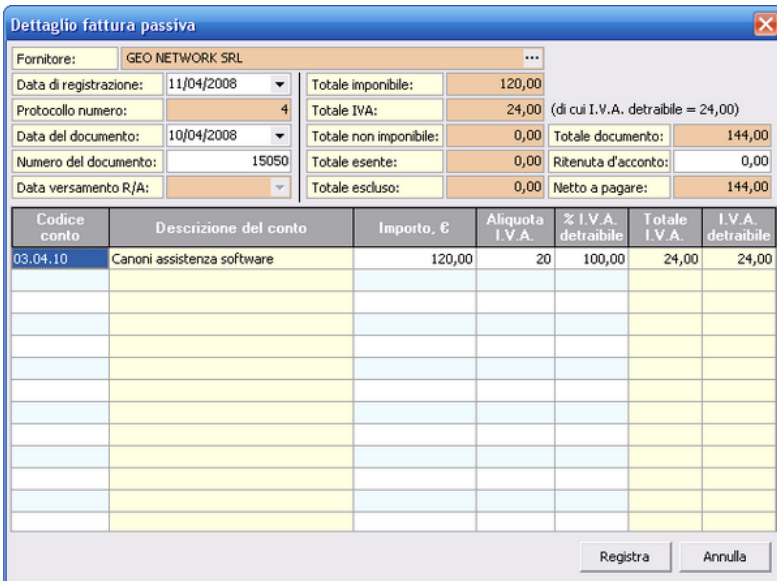 Dettaglio fattura passiva
Fornitore: GEO NETWORK SRL ...
Data di registrazione: 11/04/2008 Totale imponibile: 120,00
Protocollo numero: 4 Totale IVA: 24,00 (di cui I.V.A. detraibile = 24,00)
Data del documento: 10/04/2008 Totale non imponibile: 0,00 Totale documento: 144,00
Numero del documento: 15050 Totale esente: 0,00 Ritenuta d'acconto: 0,00
Data versamento R/A: Totale escluso: 0,00 Netto a pagare: 144,00
Codice conto Descrizione del conto Importo, € Aliquota I.V.A. % I.V.A. detraibile Totale I.V.A. I.V.A. detraibile
03.04.10 Canoni assistenza software 120,00 20 100,00 24,00 24,00
Registra Annulla